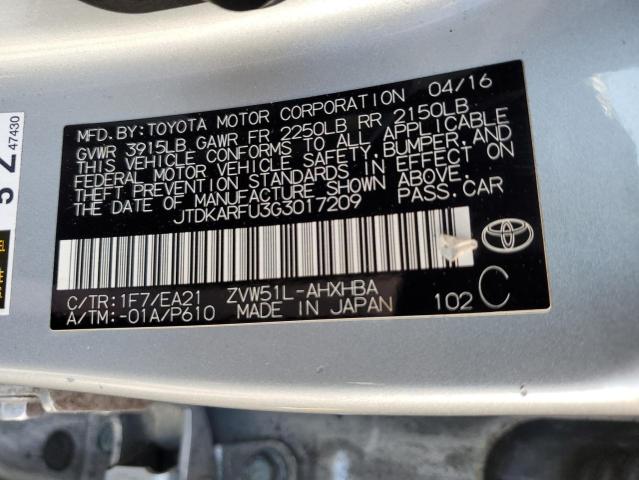 MFD. BY: TOYOTA MOTOR CORPORATION 04/16
GVWR 3915LB GAWR FR 2250LB RR 2150LB
THIS VEHICLE CONFORMS TO ALL APPLICABLE
FEDERAL MOTOR VEHICLE SAFETY, BUMPER, AND
THEFT PREVENTION STANDARDS IN EFFECT ON
THE DATE OF MANUFACTURE SHOWN ABOVE.
JTDKARFU3G3017209 PASS. CAR
C/TR: 1F7/EA21 ZVW51L-AHXHBA
A/TM:-01A/P610 MADE IN JAPAN 102 C
5 Z 47430